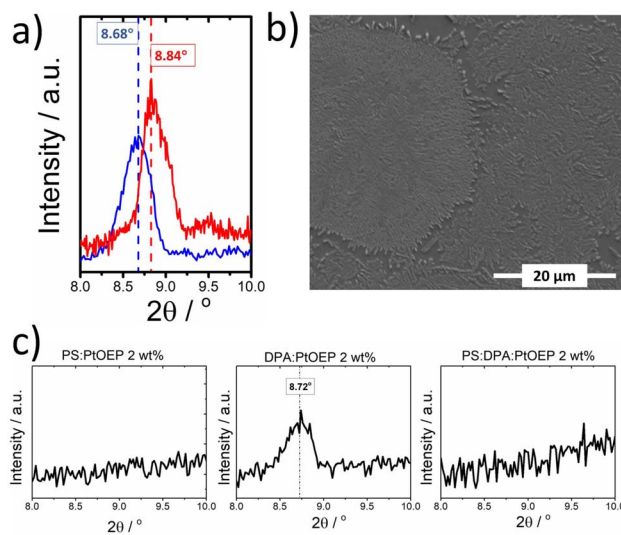 a)
8.68°
8.84°
Intensity / a.u.
8.0 8.5 9.0 9.5 10.0
2θ / °
b)
20 µm
c)
PS:PtOEP 2 wt%
Intensity / a.u.
8.0 8.5 9.0 9.5 10.0
2θ / °
DPA:PtOEP 2 wt%
8.72°
Intensity / a.u.
8.0 8.5 9.0 9.5 10.0
2θ / °
PS:DPA:PtOEP 2 wt%
Intensity / a.u.
8.0 8.5 9.0 9.5 10.0
2θ / °